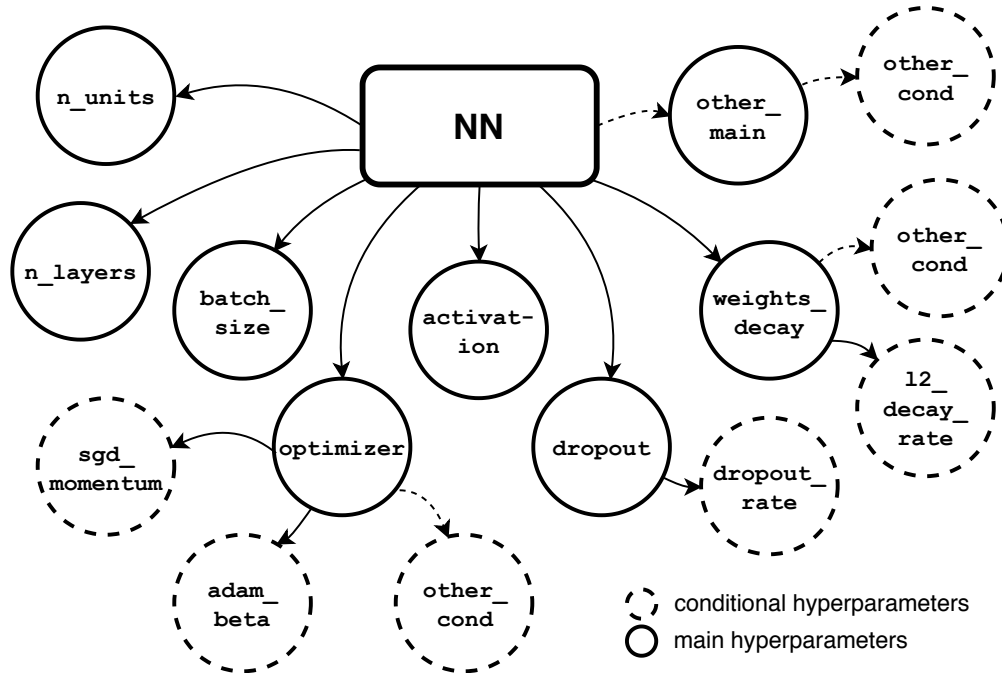 NN
n_units
other_
main
other_
cond
n_layers
batch_
size
activat-
ion
weights_
decay
other_
cond
l2_
decay_
rate
sgd_
momentum
optimizer
dropout
dropout_
rate
adam_
beta
other_
cond
conditional hyperparameters
main hyperparameters